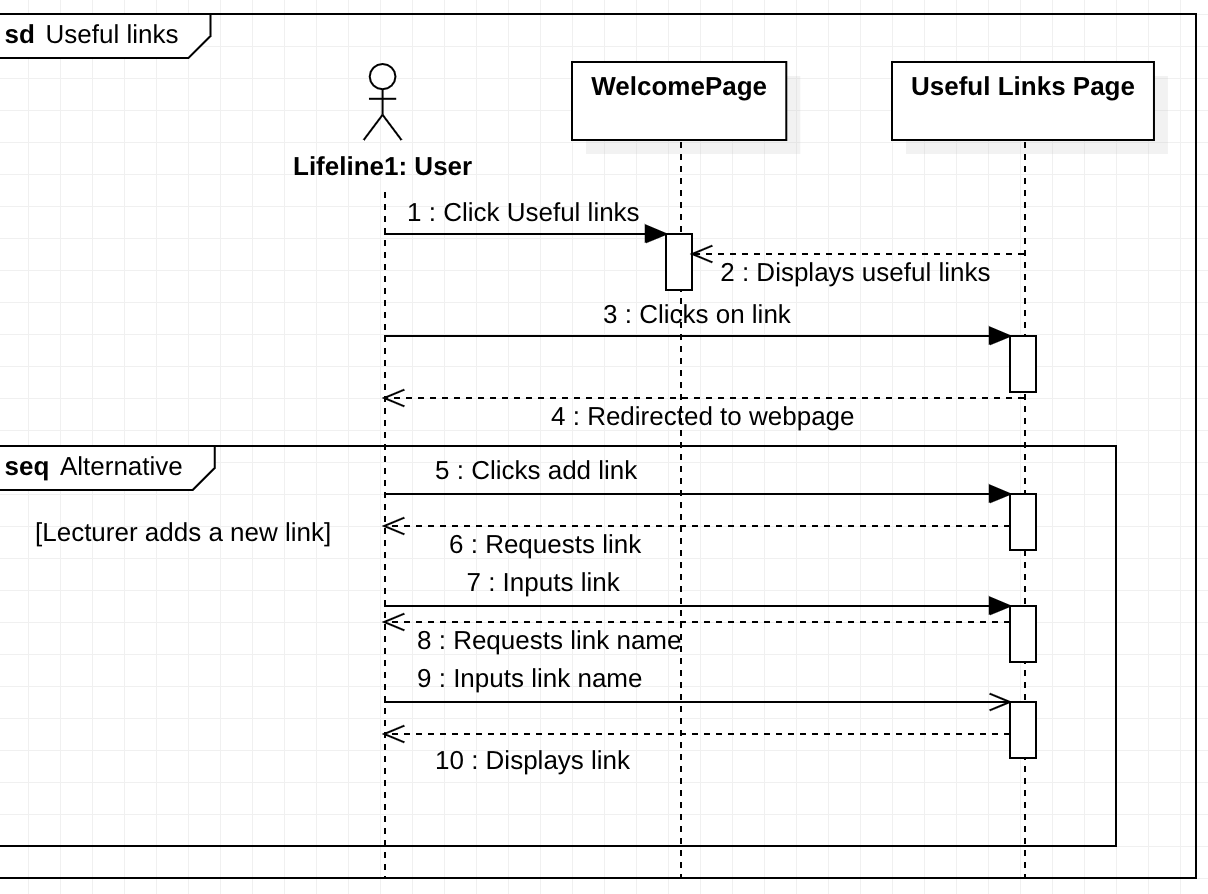 sd Useful links
WelcomePage
Useful Links Page
Lifeline1: User
1 : Click Useful links
2 : Displays useful links
3 : Clicks on link
4 : Redirected to webpage
seq Alternative
5 : Clicks add link
[Lecturer adds a new link]
6 : Requests link
7 : Inputs link
8 : Requests link name
9 : Inputs link name
10 : Displays link